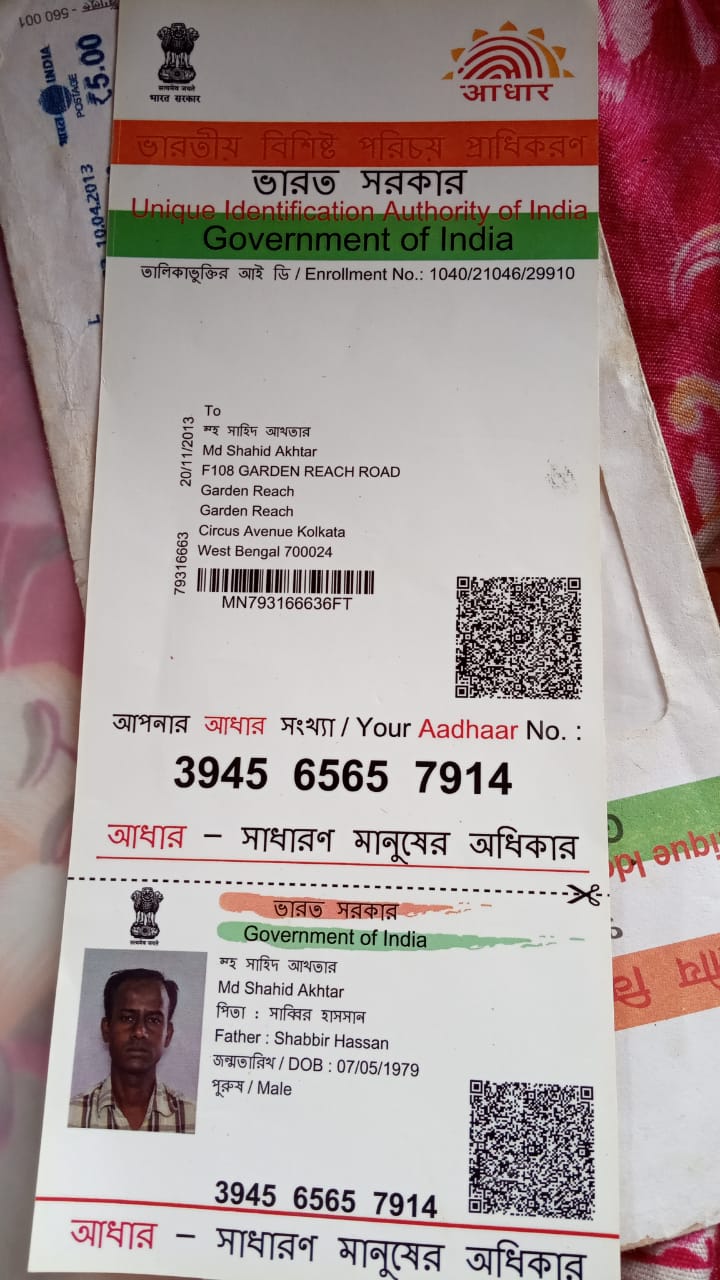 560 001
भारत INDIA
POSTAGE
₹5.00
10.04.2013
सत्यमेव जयते
भारत सरकार
आधार
ভারতীয় বিশিষ্ট পরিচয় প্রাধিকরণ
ভারত সরকার
Unique Identification Authority of India
Government of India
তালিকাভুক্তির আই ডি / Enrollment No.: 1040/21046/29910
To
মহ সাহিদ আখতার
Md Shahid Akhtar
F108 GARDEN REACH ROAD
Garden Reach
Garden Reach
Circus Avenue Kolkata
West Bengal 700024
20/11/2013
79316663
MN793166636FT
আপনার আধার সংখ্যা / Your Aadhaar No. :
3945 6565 7914
আধার – সাধারণ মানুষের অধিকার
सत्यमेव जयते
ভারত সরকার
Government of India
মহ সাহিদ আখতার
Md Shahid Akhtar
পিতা : সাব্বির হাসসান
Father : Shabbir Hassan
জন্মতারিখ / DOB : 07/05/1979
পুরুষ / Male
3945 6565 7914
আধার – সাধারণ মানুষের অধিকার